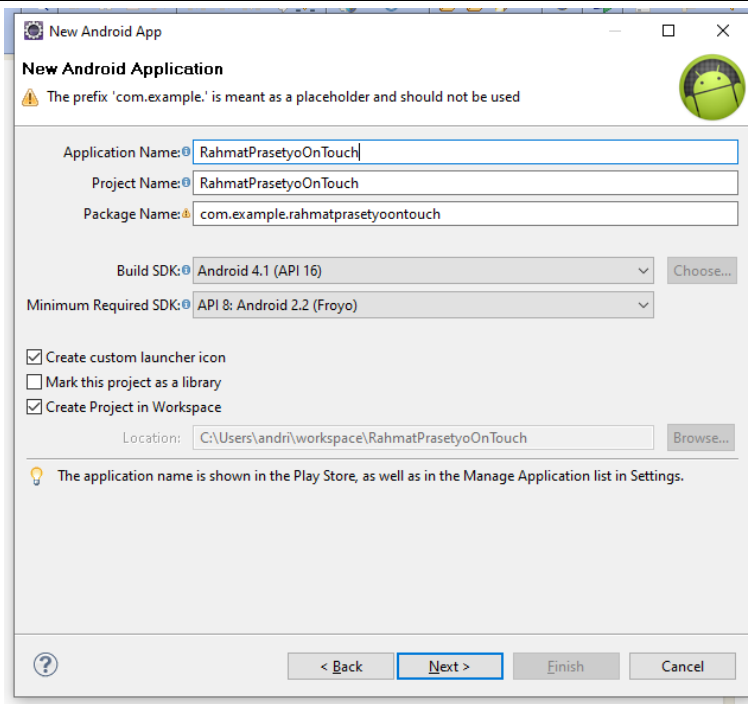 New Android App
New Android Application
The prefix 'com.example.' is meant as a placeholder and should not be used
Application Name: RahmatPrasetyoOnTouch
Project Name: RahmatPrasetyoOnTouch
Package Name: com.example.rahmatprasetyoontouch
Build SDK: Android 4.1 (API 16) Choose...
Minimum Required SDK: API 8: Android 2.2 (Froyo)
Create custom launcher icon
Mark this project as a library
Create Project in Workspace
Location: C:\Users\andri\workspace\RahmatPrasetyoOnTouch Browse...
The application name is shown in the Play Store, as well as in the Manage Application list in Settings.
? < Back Next > Finish Cancel